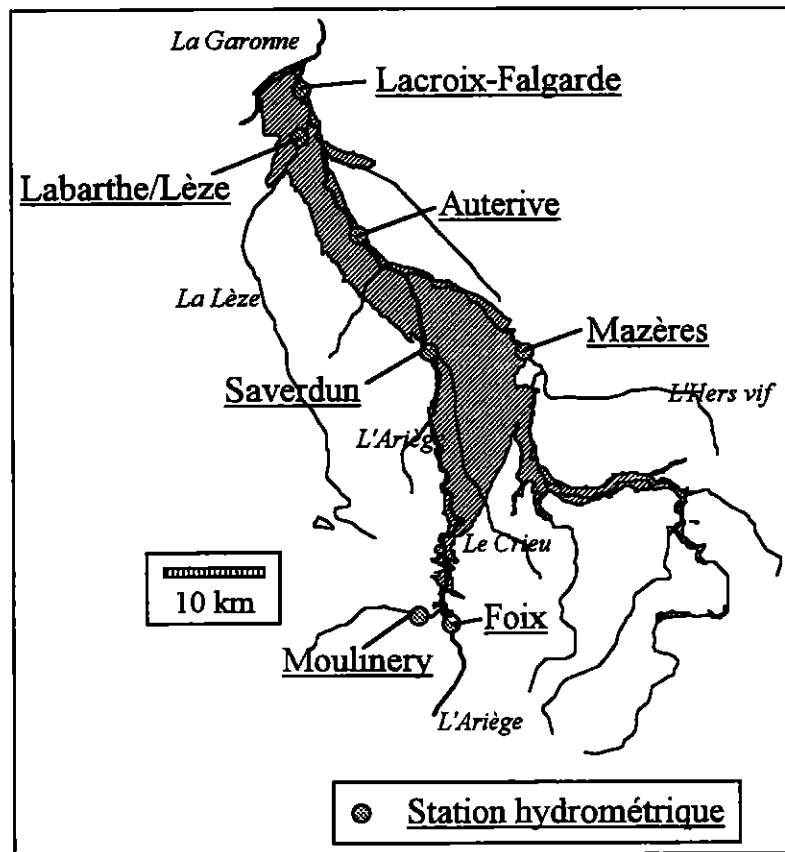 La Garonne
Lacroix-Falgarde
Labarthe/Lèze
Auterive
La Lèze
Mazères
Saverdun
L'Hers vif
L'Ariège
Le Crieu
10 km
Foix
Moulinery
L'Ariège
Station hydrométrique